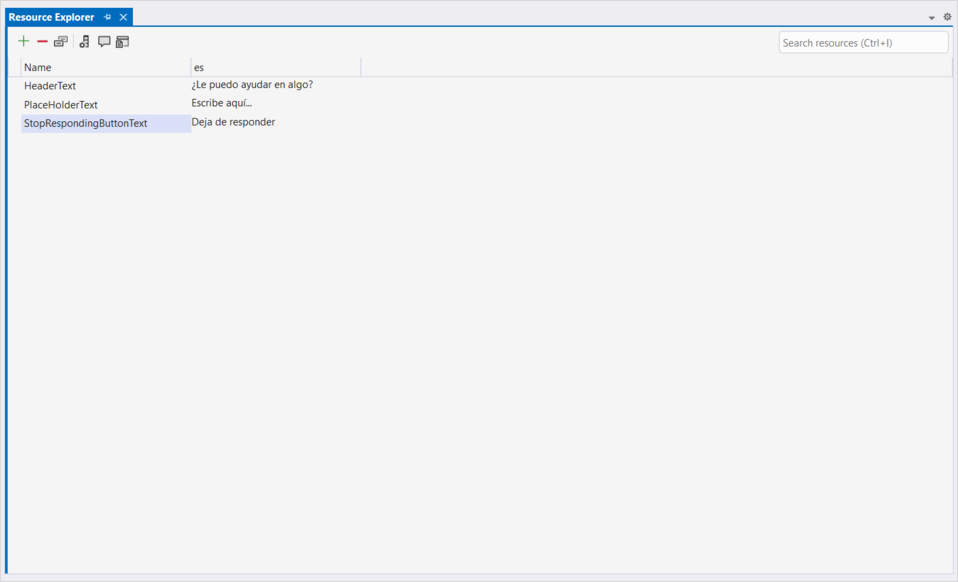 Resource Explorer
Search resources (Ctrl+I)
Name es
HeaderText ¿Le puedo ayudar en algo?
PlaceHolderText Escribe aquí...
StopRespondingButtonText Deja de responder